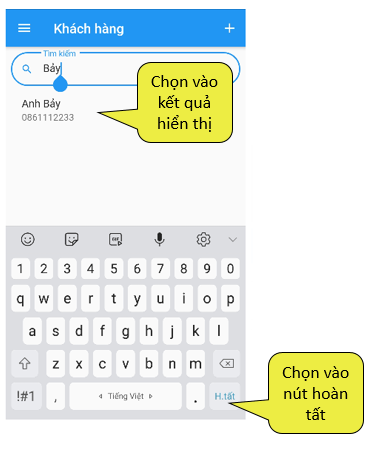 Khách hàng
Tìm kiếm
Bảy
Chọn vào
kết quả
hiển thị
Anh Bảy
0861112233
GIF
1 2 3 4 5 6 7 8 9 0
q w e r t y u i o p
a s d f g h j k l
z x c v b n m
!#1 , Tiếng Việt . H.tất
Chọn vào
nút hoàn
tất